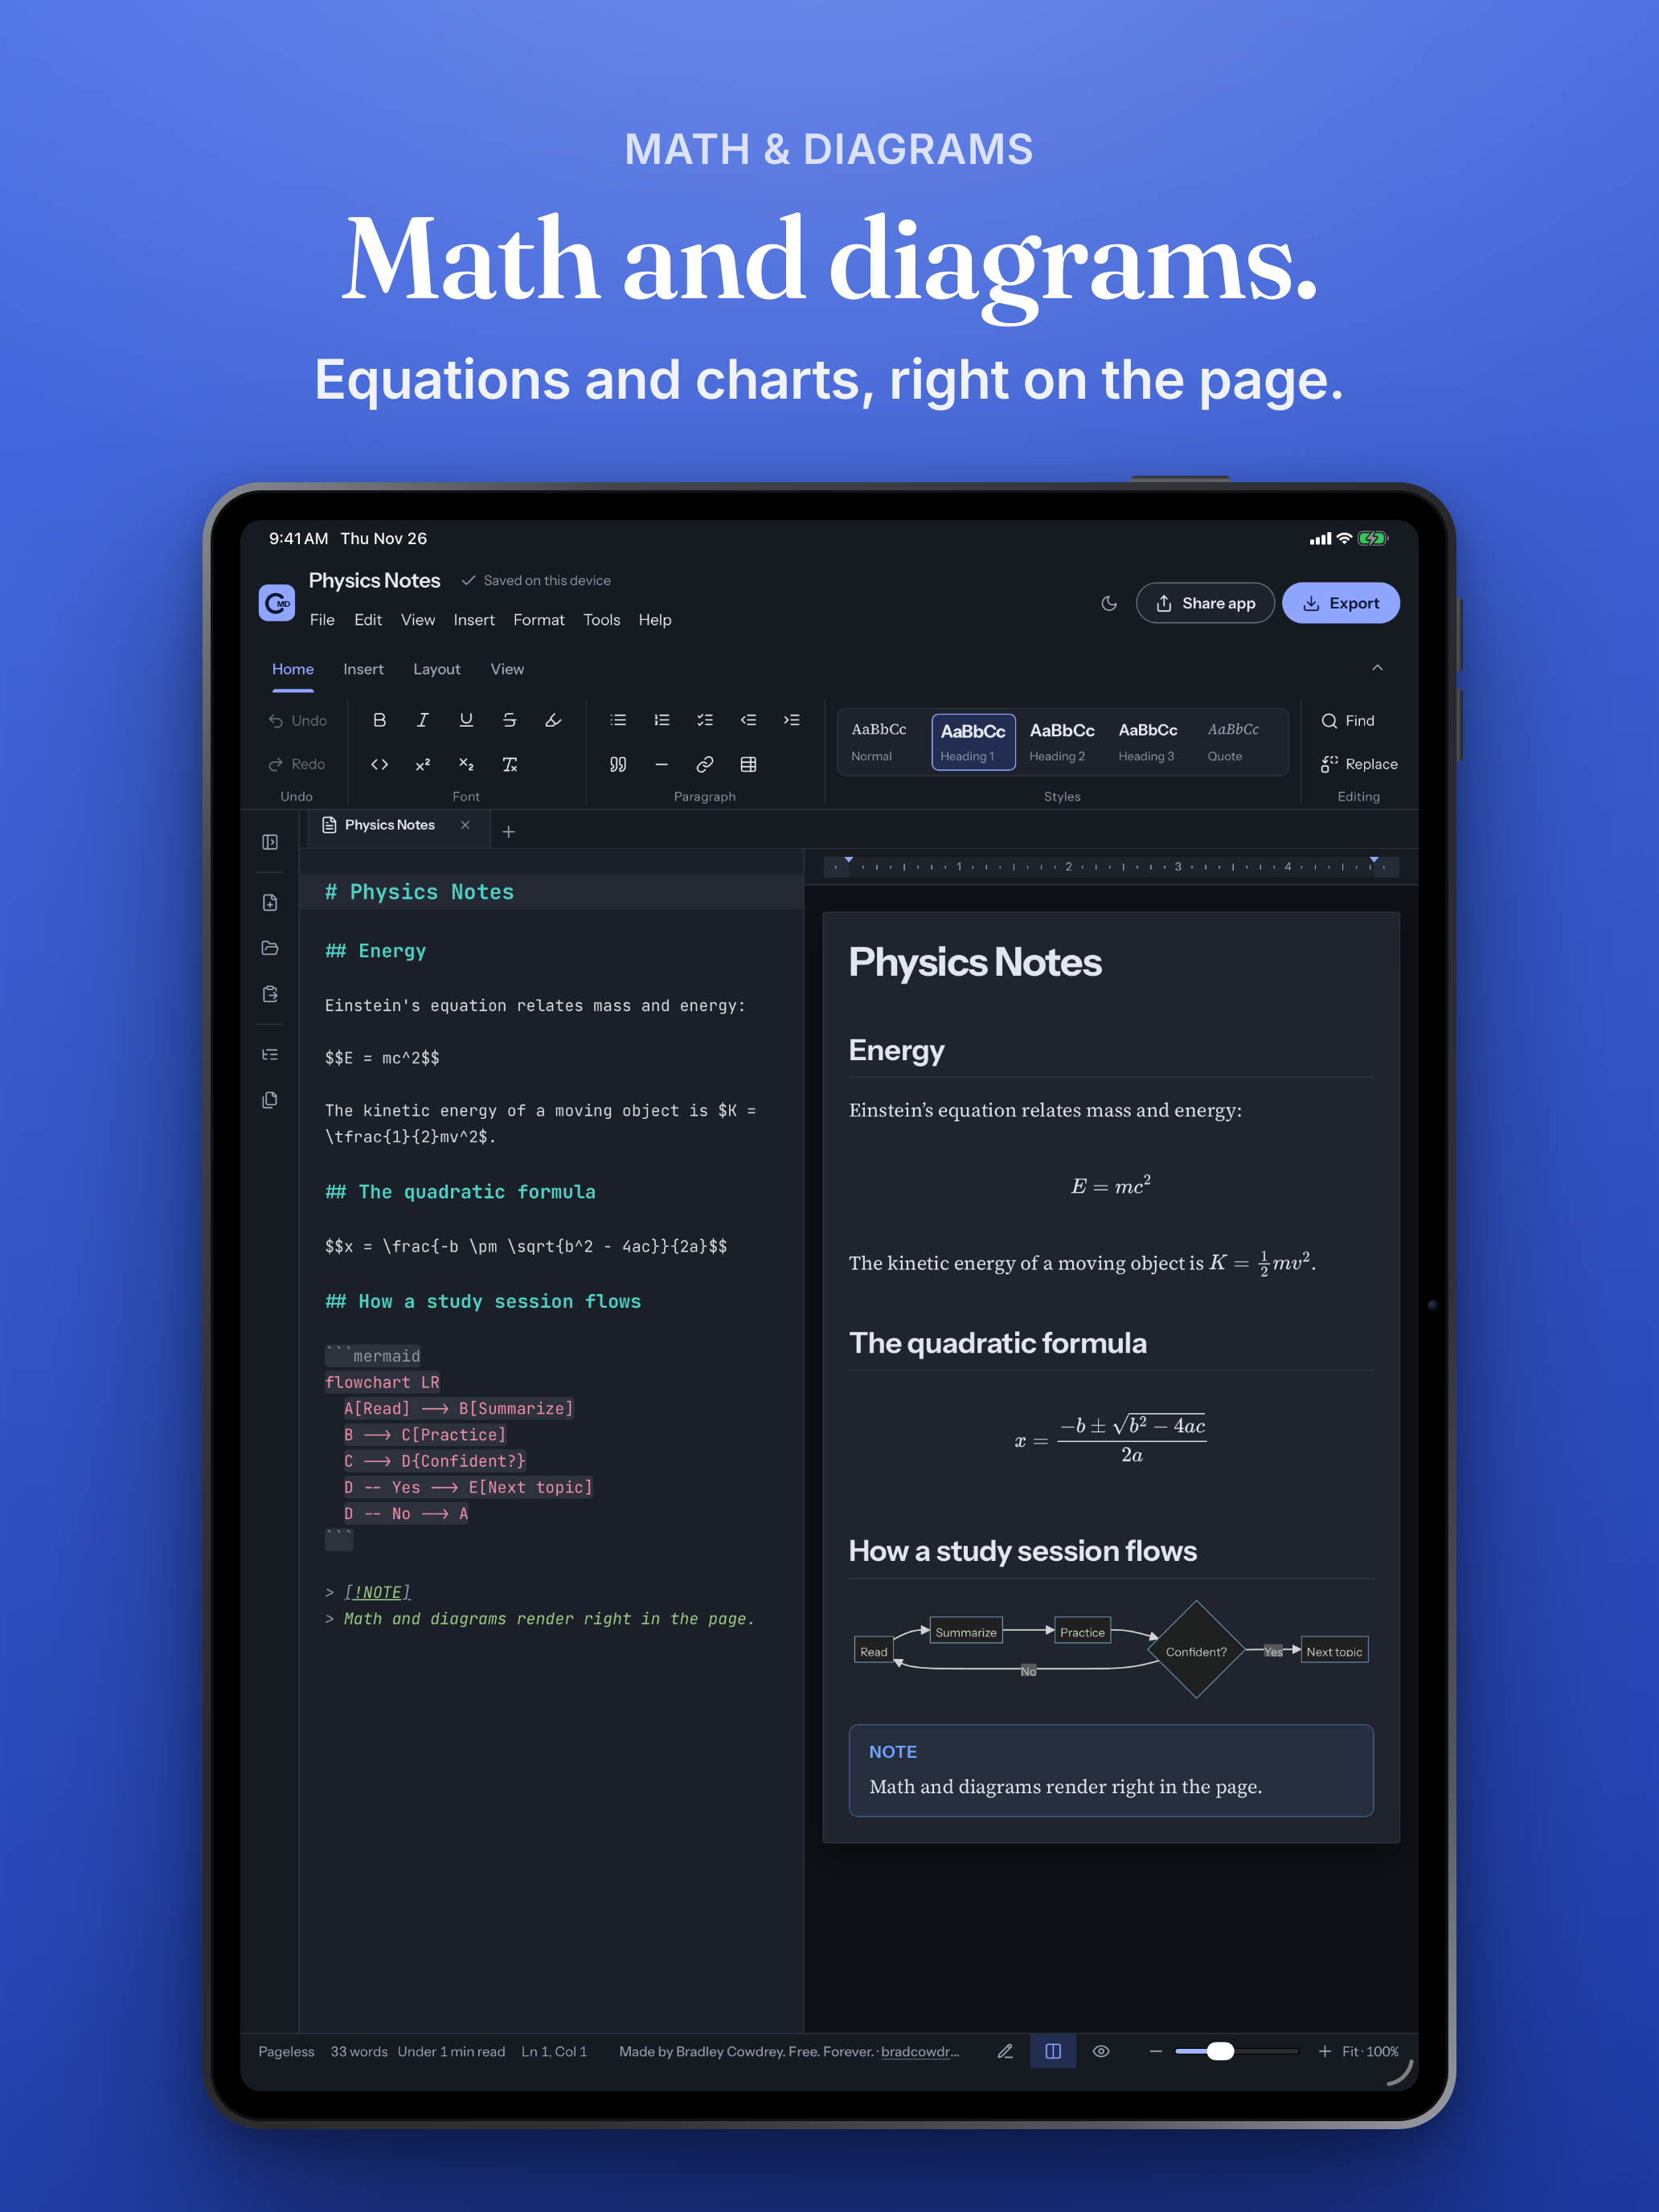 MATH & DIAGRAMS
Math and diagrams.
Equations and charts, right on the page.
9:41 AM Thu Nov 26
Physics Notes Saved on this device
CMD
File Edit View Insert Format Tools Help
Share app Export
Home Insert Layout View
Undo
Redo
Undo
B I U S
<> x² x₂ Tx
Font
Paragraph
AaBbCc AaBbCc AaBbCc AaBbCc AaBbCc
Normal Heading 1 Heading 2 Heading 3 Quote
Styles
Find
Replace
Editing
Physics Notes × +
# Physics Notes
## Energy
Einstein's equation relates mass and energy:
$$E = mc^2$$
The kinetic energy of a moving object is $K =
\tfrac{1}{2}mv^2$.
## The quadratic formula
$$x = \frac{-b \pm \sqrt{b^2 - 4ac}}{2a}$$
## How a study session flows
```mermaid
flowchart LR
A[Read] --> B[Summarize]
B --> C[Practice]
C --> D{Confident?}
D -- Yes --> E[Next topic]
D -- No --> A
```
> [!NOTE]
> Math and diagrams render right in the page.
1 2 3 4
Physics Notes
Energy
Einstein’s equation relates mass and energy:
E = mc²
The kinetic energy of a moving object is K = ½mv².
The quadratic formula
x = (−b ± √(b² − 4ac)) / 2a
How a study session flows
Read Summarize Practice Confident? Yes Next topic
No
NOTE
Math and diagrams render right in the page.
Pageless 33 words Under 1 min read Ln 1, Col 1 Made by Bradley Cowdrey. Free. Forever. · bradcowdr... Fit · 100%